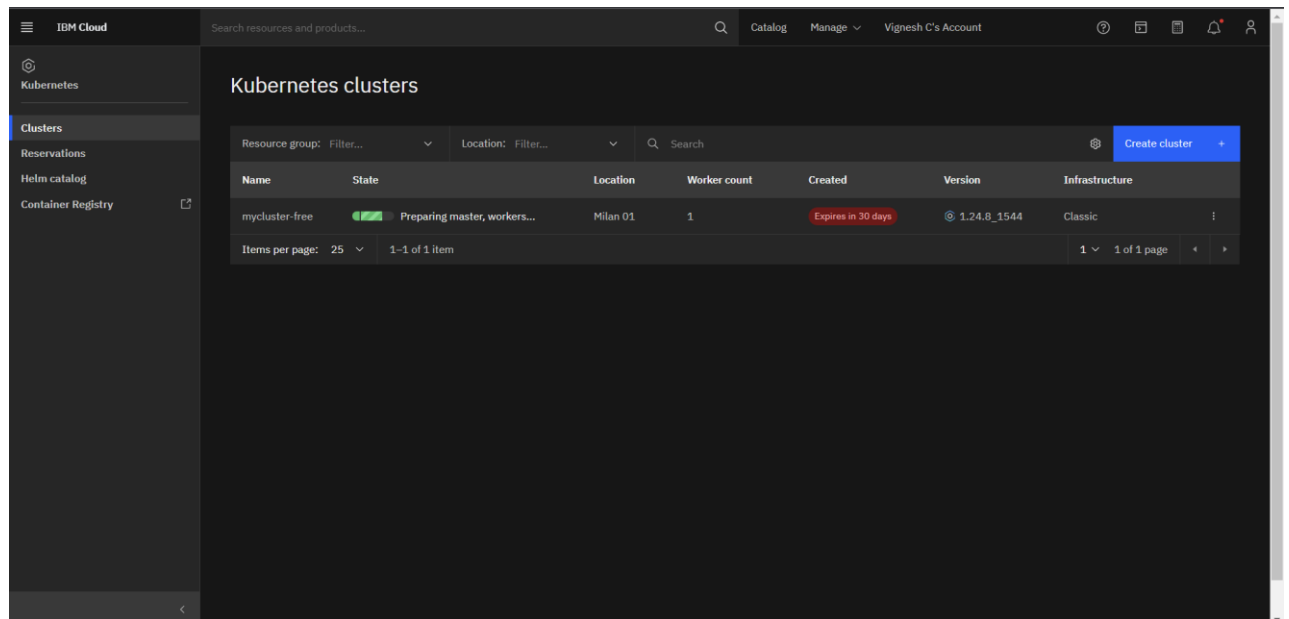 IBM Cloud
Search resources and products...
Catalog
Manage
Vignesh C's Account
Kubernetes
Clusters
Reservations
Helm catalog
Container Registry
Kubernetes clusters
Resource group: Filter... Location: Filter... Search Create cluster +
Name State Location Worker count Created Version Infrastructure
mycluster-free Preparing master, workers... Milan 01 1 Expires in 30 days 1.24.8_1544 Classic
Items per page: 25 1–1 of 1 item 1 1 of 1 page